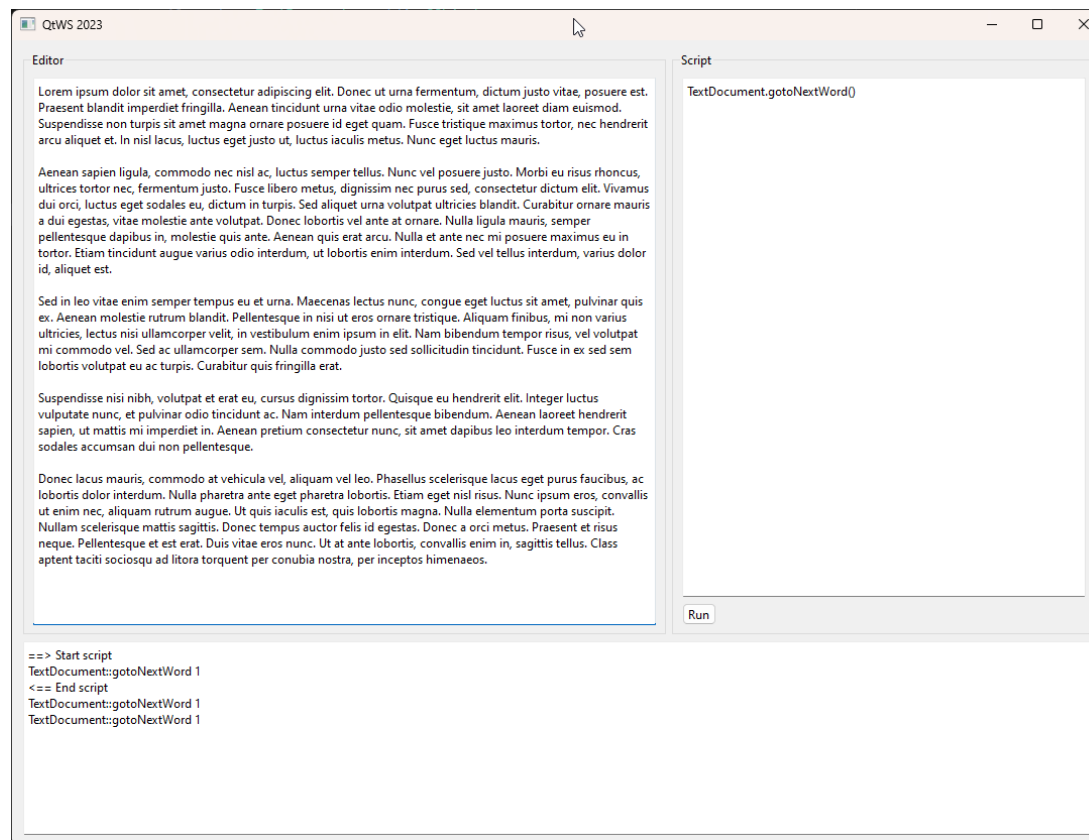 QtWS 2023
Editor
Lorem ipsum dolor sit amet, consectetur adipiscing elit. Donec ut urna fermentum, dictum justo vitae, posuere est.
Praesent blandit imperdiet fringilla. Aenean tincidunt urna vitae odio molestie, sit amet laoreet diam euismod.
Suspendisse non turpis sit amet magna ornare posuere id eget quam. Fusce tristique maximus tortor, nec hendrerit
arcu aliquet et. In nisl lacus, luctus eget justo ut, luctus iaculis metus. Nunc eget luctus mauris.
Aenean sapien ligula, commodo nec nisl ac, luctus semper tellus. Nunc vel posuere justo. Morbi eu risus rhoncus,
ultrices tortor nec, fermentum justo. Fusce libero metus, dignissim nec purus sed, consectetur dictum elit. Vivamus
dui orci, luctus eget sodales eu, dictum in turpis. Sed aliquet urna volutpat ultricies blandit. Curabitur ornare mauris
a dui egestas, vitae molestie ante volutpat. Donec lobortis vel ante at ornare. Nulla ligula mauris, semper
pellentesque dapibus in, molestie quis ante. Aenean quis erat arcu. Nulla et ante nec mi posuere maximus eu in
tortor. Etiam tincidunt augue varius odio interdum, ut lobortis enim interdum. Sed vel tellus interdum, varius dolor
id, aliquet est.
Sed in leo vitae enim semper tempus eu et urna. Maecenas lectus nunc, congue eget luctus sit amet, pulvinar quis
ex. Aenean molestie rutrum blandit. Pellentesque in nisi ut eros ornare tristique. Aliquam finibus, mi non varius
ultricies, lectus nisi ullamcorper velit, in vestibulum enim ipsum in elit. Nam bibendum tempor risus, vel volutpat
mi commodo vel. Sed ac ullamcorper sem. Nulla commodo justo sed sollicitudin tincidunt. Fusce in ex sed sem
lobortis volutpat eu ac turpis. Curabitur quis fringilla erat.
Suspendisse nisi nibh, volutpat et erat eu, cursus dignissim tortor. Quisque eu hendrerit elit. Integer luctus
vulputate nunc, et pulvinar odio tincidunt ac. Nam interdum pellentesque bibendum. Aenean laoreet hendrerit
sapien, ut mattis mi imperdiet in. Aenean pretium consectetur nunc, sit amet dapibus leo interdum tempor. Cras
sodales accumsan dui non pellentesque.
Donec lacus mauris, commodo at vehicula vel, aliquam vel leo. Phasellus scelerisque lacus eget purus faucibus, ac
lobortis dolor interdum. Nulla pharetra ante eget pharetra lobortis. Etiam eget nisl risus. Nunc ipsum eros, convallis
ut enim nec, aliquam rutrum augue. Ut quis iaculis est, quis lobortis magna. Nulla elementum porta suscipit.
Nullam scelerisque mattis sagittis. Donec tempus auctor felis id egestas. Donec a orci metus. Praesent et risus
neque. Pellentesque et est erat. Duis vitae eros nunc. Ut at ante lobortis, convallis enim in, sagittis tellus. Class
aptent taciti sociosqu ad litora torquent per conubia nostra, per inceptos himenaeos.
Script
TextDocument.gotoNextWord()
Run
==> Start script
TextDocument::gotoNextWord 1
<== End script
TextDocument::gotoNextWord 1
TextDocument::gotoNextWord 1